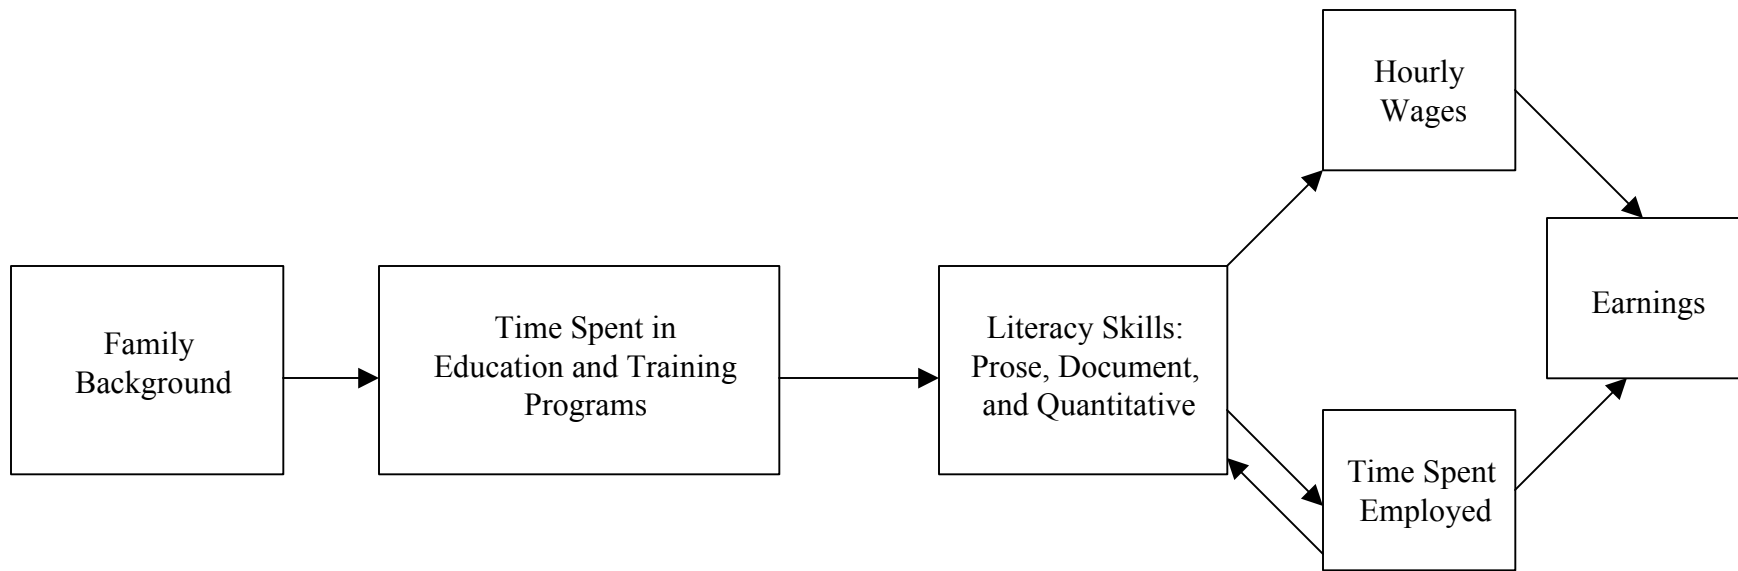 Family
Background
Time Spent in
Education and Training
Programs
Literacy Skills:
Prose, Document,
and Quantitative
Hourly
Wages
Time Spent
Employed
Earnings